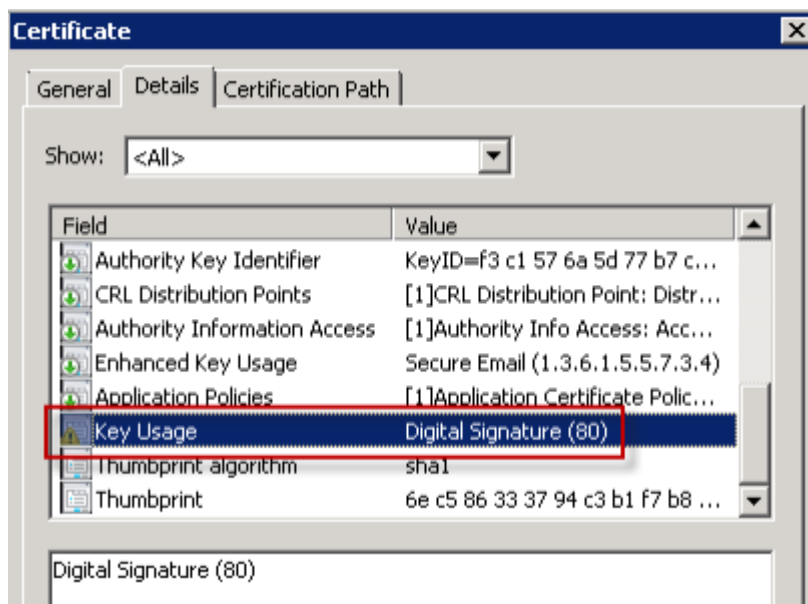 Certificate
General Details Certification Path
Show: <All>
Field Value
Authority Key Identifier KeyID=f3 c1 57 6a 5d 77 b7 c...
CRL Distribution Points [1]CRL Distribution Point: Distr...
Authority Information Access [1]Authority Info Access: Acc...
Enhanced Key Usage Secure Email (1.3.6.1.5.5.7.3.4)
Application Policies [1]Application Certificate Polic...
Key Usage Digital Signature (80)
Thumbprint algorithm sha1
Thumbprint 6e c5 86 33 37 94 c3 b1 f7 b8 ...
Digital Signature (80)